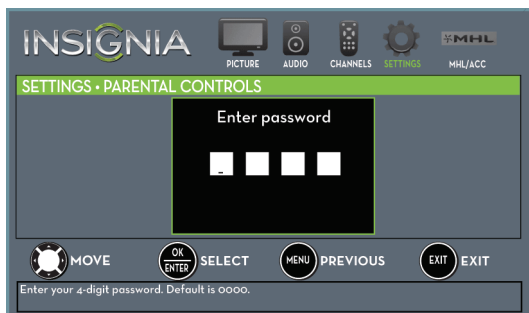 INSIGNIA
PICTURE AUDIO CHANNELS SETTINGS MHL/ACC
MHL
SETTINGS • PARENTAL CONTROLS
Enter password
MOVE OK ENTER SELECT MENU PREVIOUS EXIT EXIT
Enter your 4-digit password. Default is 0000.